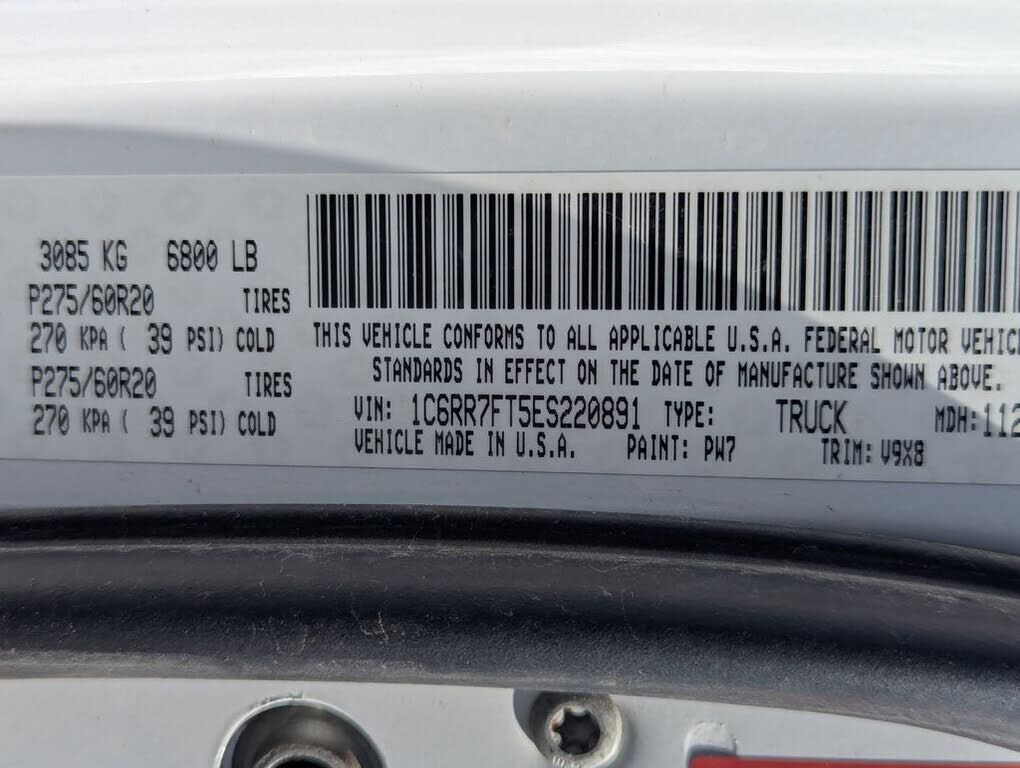 3085 KG 6800 LB
P275/60R20 TIRES
270 KPA ( 39 PSI) COLD
P275/60R20 TIRES
270 KPA ( 39 PSI) COLD
THIS VEHICLE CONFORMS TO ALL APPLICABLE U.S.A. FEDERAL MOTOR VEHIC
STANDARDS IN EFFECT ON THE DATE OF MANUFACTURE SHOWN ABOVE.
VIN: 1C6RR7FT5ES220891 TYPE: TRUCK MDH: 112
VEHICLE MADE IN U.S.A. PAINT: PW7 TRIM: V9X8